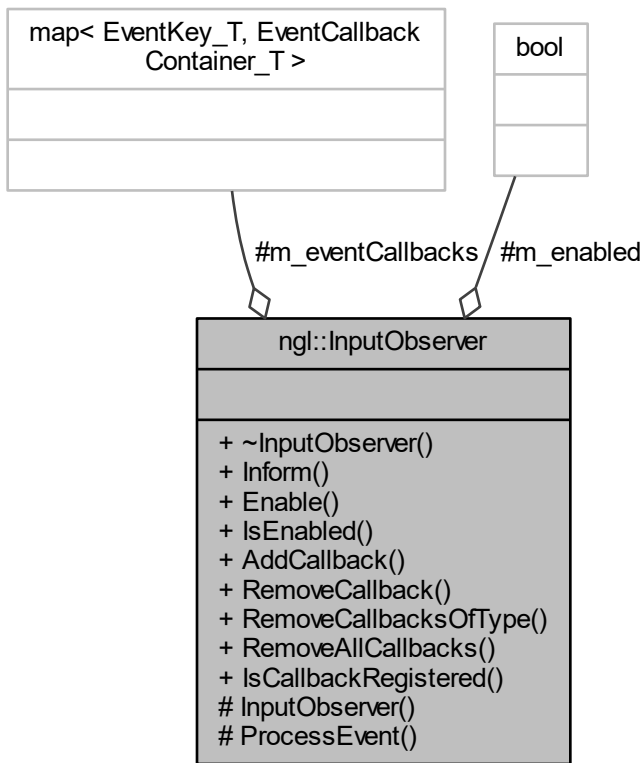 map< EventKey_T, EventCallback
Container_T >
bool
#m_eventCallbacks
#m_enabled
ngl::InputObserver
+ ~InputObserver()
+ Inform()
+ Enable()
+ IsEnabled()
+ AddCallback()
+ RemoveCallback()
+ RemoveCallbacksOfType()
+ RemoveAllCallbacks()
+ IsCallbackRegistered()
# InputObserver()
# ProcessEvent()